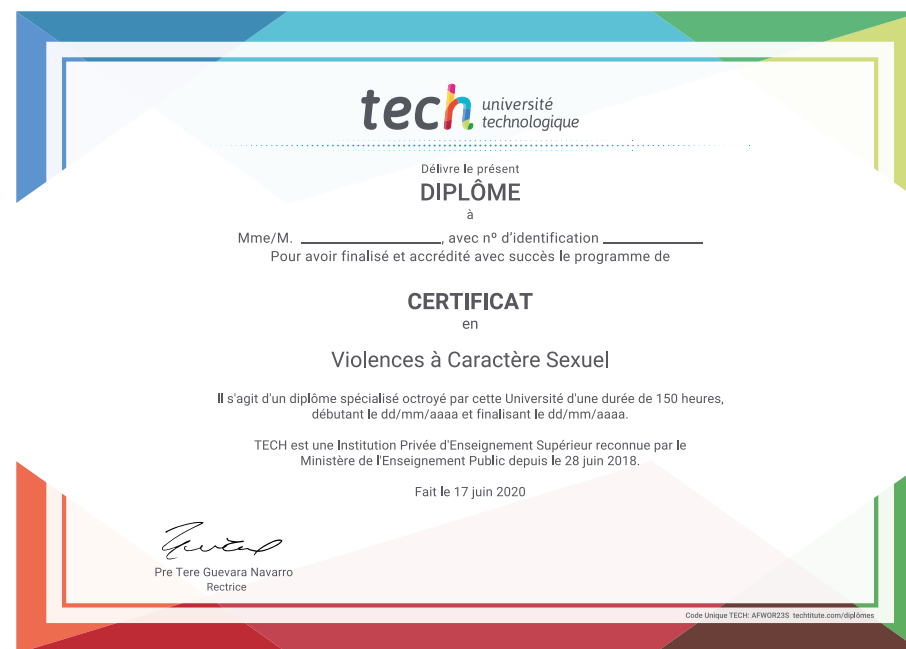 tech université
technologique
Délivre le présent
DIPLÔME
à
Mme/M. ____________________, avec nº d'identification ______________
Pour avoir finalisé et accrédité avec succès le programme de
CERTIFICAT
en
Violences à Caractère Sexuel
Il s'agit d'un diplôme spécialisé octroyé par cette Université d'une durée de 150 heures,
débutant le dd/mm/aaaa et finalisant le dd/mm/aaaa.
TECH est une Institution Privée d'Enseignement Supérieur reconnue par le
Ministère de l'Enseignement Public depuis le 28 juin 2018.
Fait le 17 juin 2020
Pre Tere Guevara Navarro
Rectrice
Code Unique TECH: AFWOR23S techtitute.com/diplômes